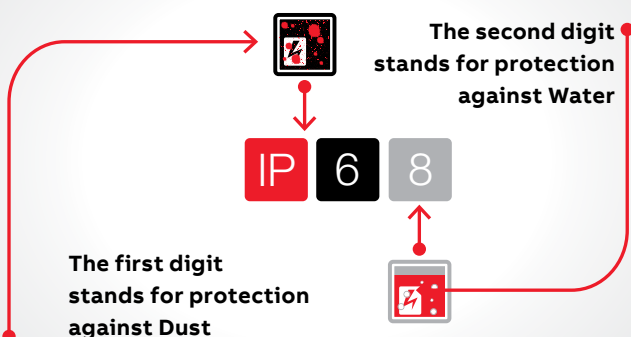 The second digit
stands for protection
against Water
IP 6 8
The first digit
stands for protection
against Dust